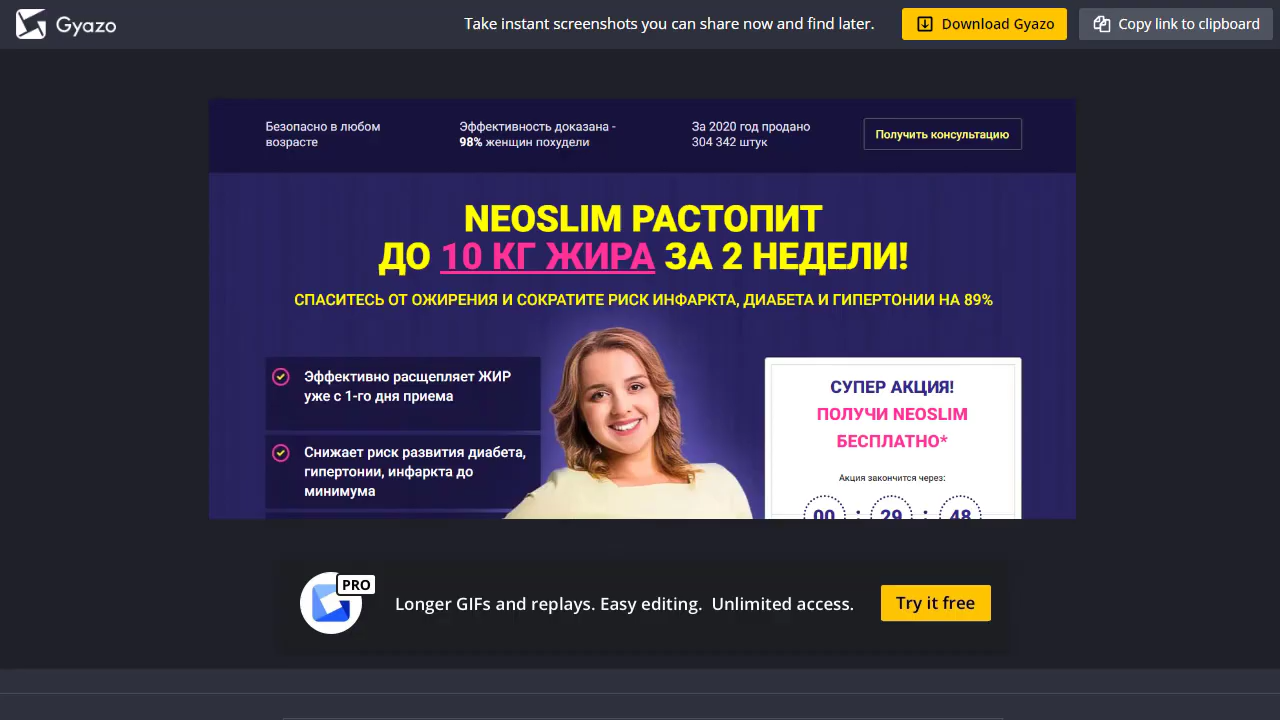 Gyazo
Take instant screenshots you can share now and find later.
Download Gyazo
Copy link to clipboard
Безопасно в любом
возрасте
Эффективность доказана -
98% женщин похудели
За 2020 год продано
304 342 штук
Получить консультацию
NEOSLIM РАСТОПИТ
ДО 10 КГ ЖИРА ЗА 2 НЕДЕЛИ!
СПАСИТЕСЬ ОТ ОЖИРЕНИЯ И СОКРАТИТЕ РИСК ИНФАРКТА, ДИАБЕТА И ГИПЕРТОНИИ НА 89%
Эффективно расщепляет ЖИР
уже с 1-го дня приема
Снижает риск развития диабета,
гипертонии, инфаркта до
минимума
СУПЕР АКЦИЯ!
ПОЛУЧИ NEOSLIM
БЕСПЛАТНО*
Акция закончится через:
00 : 29 : 48
PRO
Longer GIFs and replays. Easy editing. Unlimited access.
Try it free